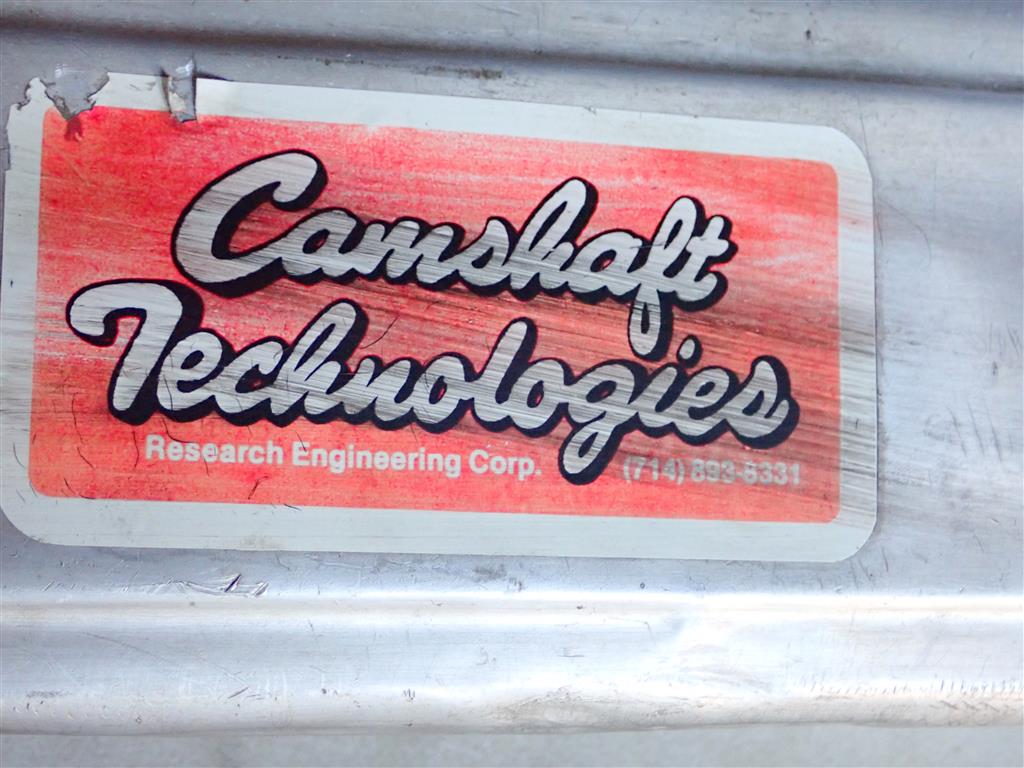 Camshaft
Technologies
Research Engineering Corp. (714) 893-8331